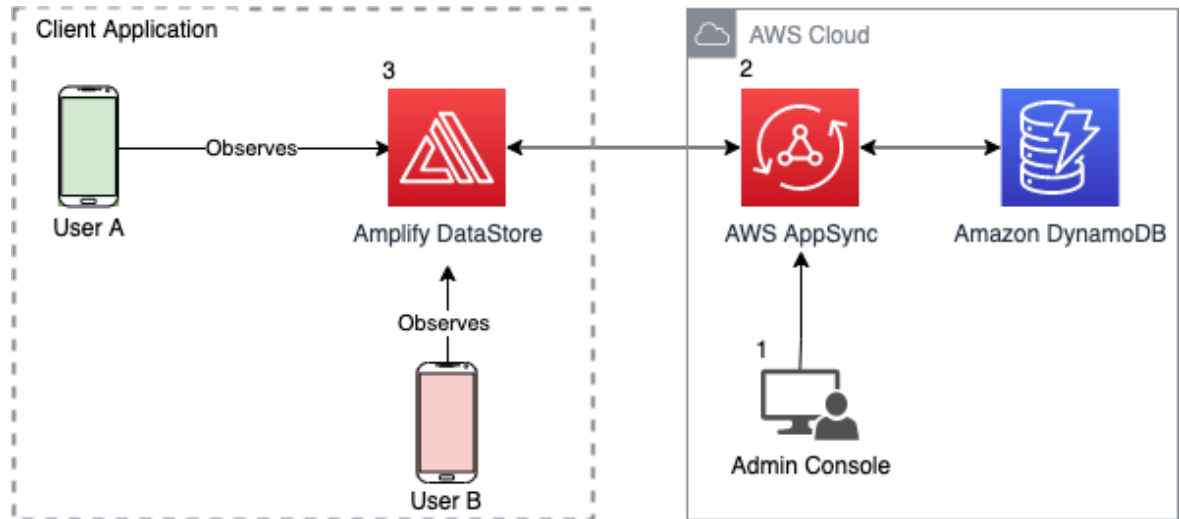 Client Application
AWS Cloud
3
2
Observes
User A
Amplify DataStore
AWS AppSync
Amazon DynamoDB
Observes
1
Admin Console
User B